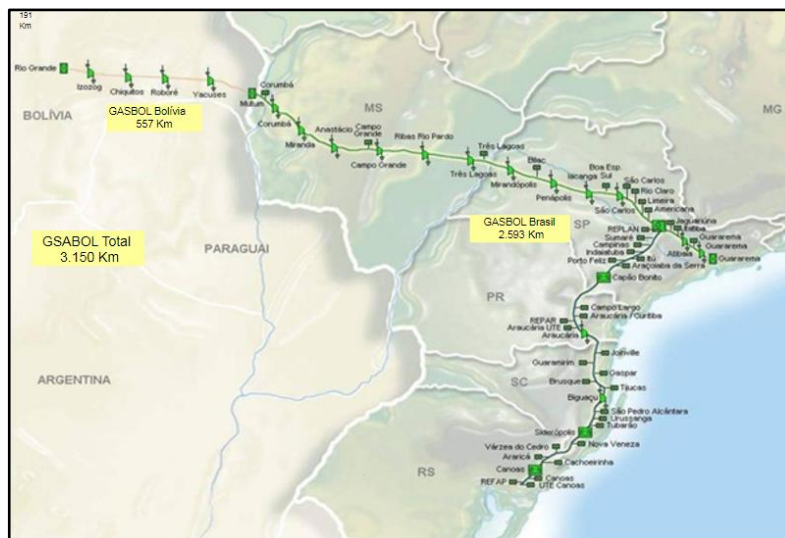 191
Km
Rio Grande
Izozog
Chiquitos
Roboré
Yacuses
Mutum
Corumbá
Corumbá
Miranda
Anastácio
Campo
Grande
Campo Grande
Ribas Rio Pardo
Três Lagoas
Três Lagoas
Mirandópolis
Bilac
Penápolis
Iacanga
Boa Esp.
Sul
São Carlos
São Carlos
Rio Claro
Limeira
Americana
Jaguariúna
Itatiba
Guararema
Guararema
Guararema
Atibaia
BOLÍVIA
GASBOL Bolívia
557 Km
MS
MG
GSABOL Total
3.150 Km
PARAGUAI
GASBOL Brasil
2.593 Km
SP
REPLAN
Sumaré
Campinas
Indaiatuba
Itú
Porto Feliz
Araçoiaba da Serra
Capão Bonito
PR
Campo Largo
Araucária / Curitiba
REPAR
Araucária UTE
Araucária
ARGENTINA
Joinville
Guaramirim
Gaspar
SC
Brusque
Tijucas
Biguaçu
São Pedro Alcântara
Urussanga
Tubarão
Siderópolis
Nova Veneza
Várzea do Cedro
Araricá
Cachoeirinha
RS
Canoas
Canoas
REFAP
UTE Canoas